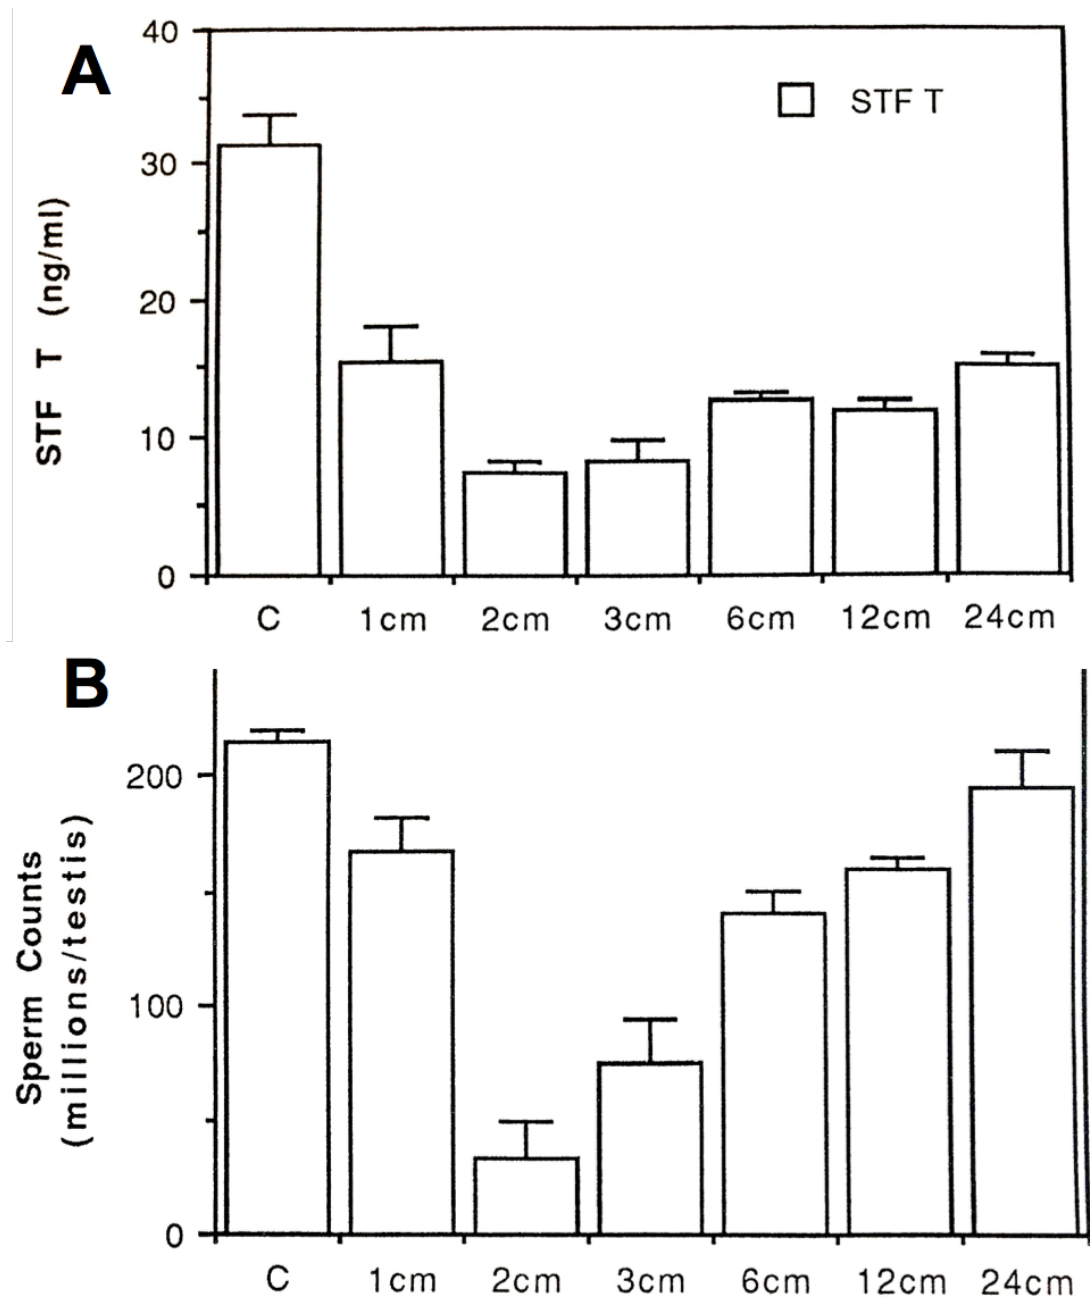 A
40
30
20
10
0
STF T (ng/ml)
STF T
C 1cm 2cm 3cm 6cm 12cm 24cm
B
200
100
0
Sperm Counts
(millions/testis)
C 1cm 2cm 3cm 6cm 12cm 24cm